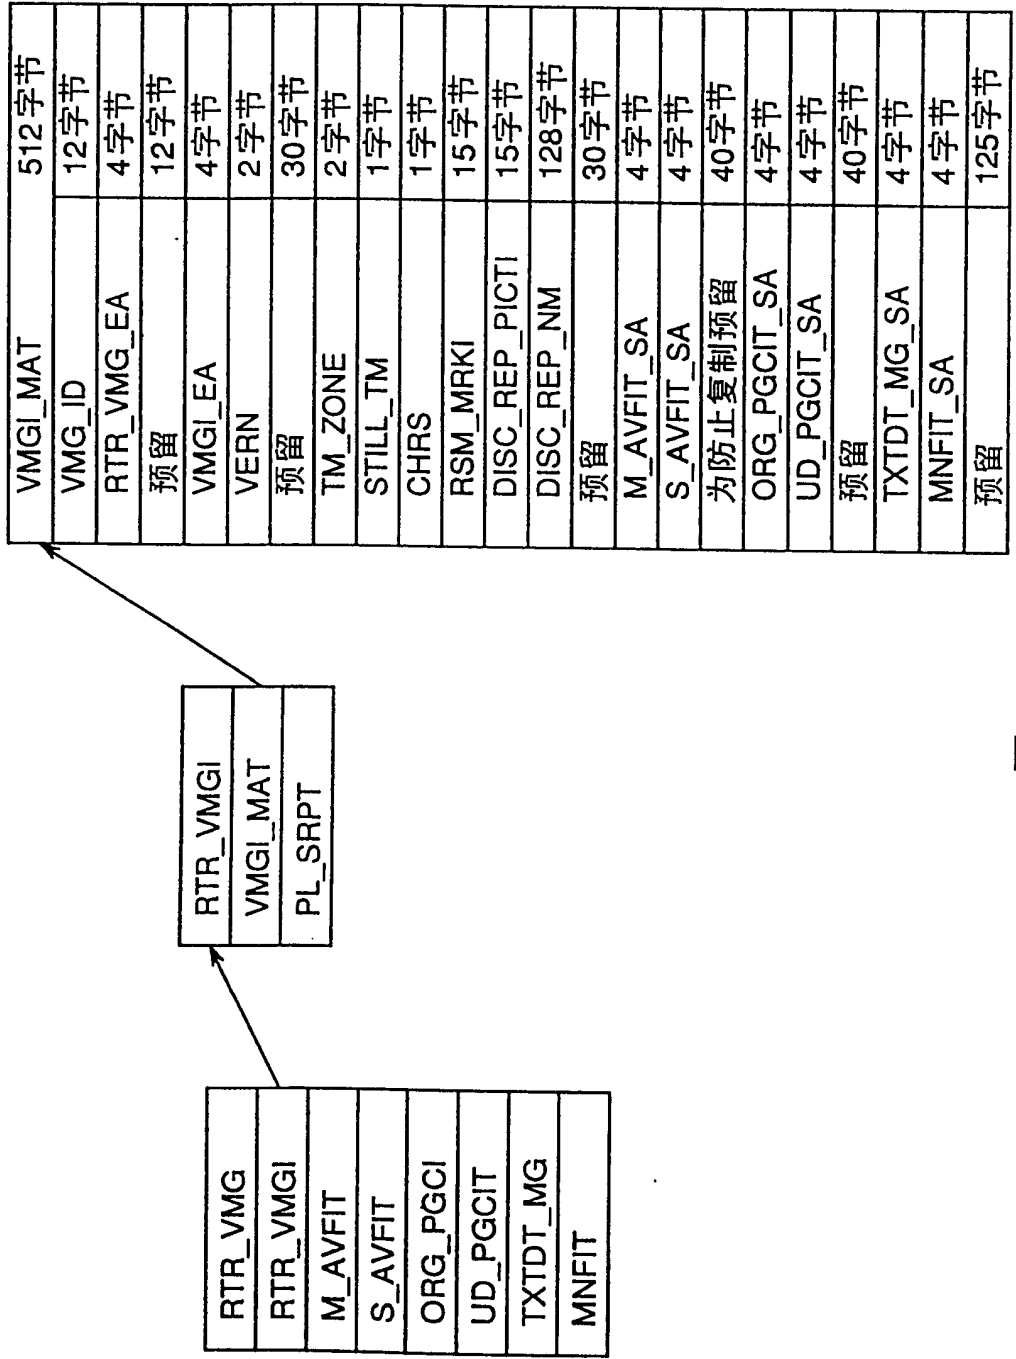 RTR_VMG
RTR_VMGI
M_AVFIT
S_AVFIT
ORG_PGCI
UD_PGCIT
TXTDT_MG
MNFIT
RTR_VMGI
VMGI_MAT
PL_SRPT
VMGI_MAT 512字节
VMG_ID 12字节
RTR_VMG_EA 4字节
预留 12字节
VMGI_EA 4字节
VERN 2字节
预留 30字节
TM_ZONE 2字节
STILL_TM 1字节
CHRS 1字节
RSM_MRKI 15字节
DISC_REP_PICTI 15字节
DISC_REP_NM 128字节
预留 30字节
M_AVFIT_SA 4字节
S_AVFIT_SA 4字节
为防止复制预留 40字节
ORG_PGCIT_SA 4字节
UD_PGCIT_SA 4字节
预留 40字节
TXTDT_MG_SA 4字节
MNFIT_SA 4字节
预留 125字节